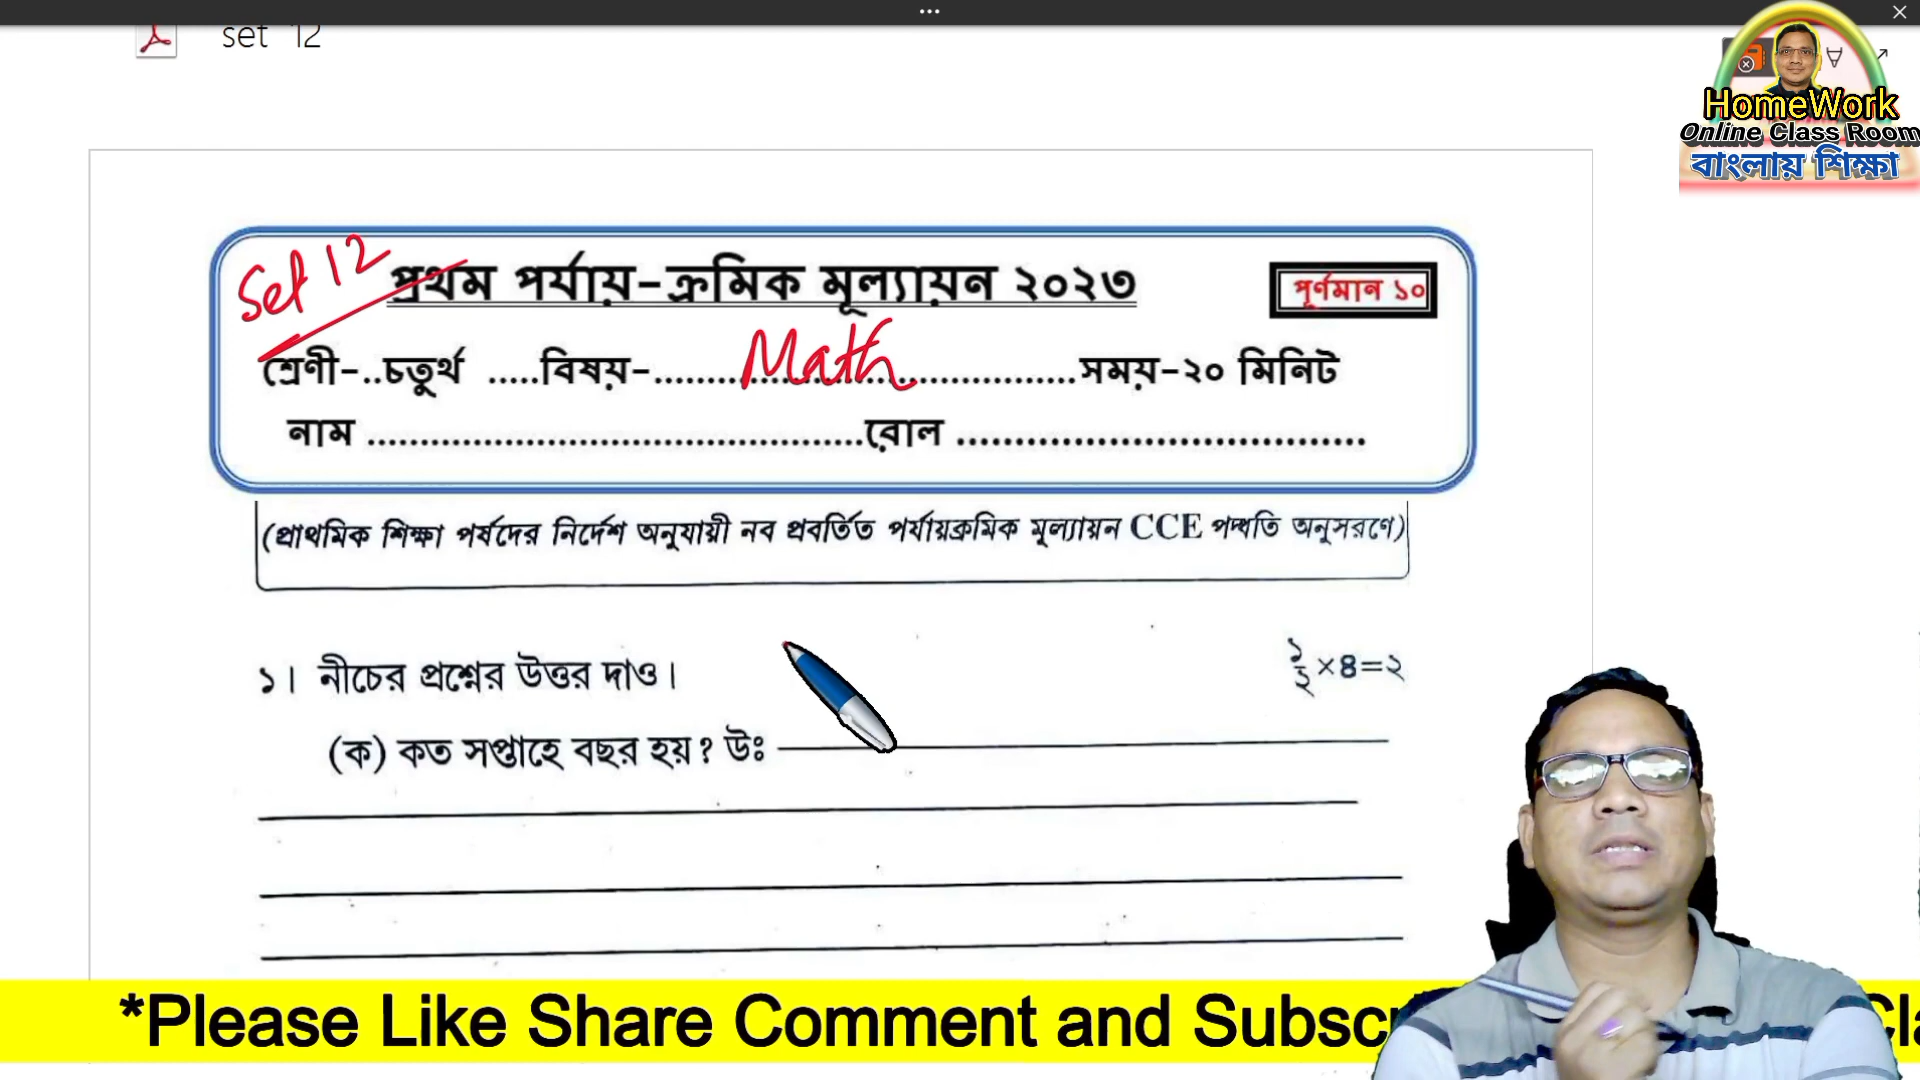 set 12
HomeWork
Online Class Room
বাংলায় শিক্ষা
Set 12
প্রথম পর্যায়-ক্রমিক মূল্যায়ন ২০২৩
পূর্ণমান ১০
শ্রেণী-..চতুর্থ .....বিষয়-.......Math.......সময়-২০ মিনিট
নাম ..........রোল ..........
(প্রাথমিক শিক্ষা পর্ষদের নির্দেশ অনুযায়ী নব প্রবর্তিত পর্যায়ক্রমিক মূল্যায়ন CCE পদ্ধতি অনুসরণে)
১। নীচের প্রশ্নের উত্তর দাও। ১/২ ×৪=২
(ক) কত সপ্তাহে বছর হয়? উঃ
*Please Like Share Comment and Subscr